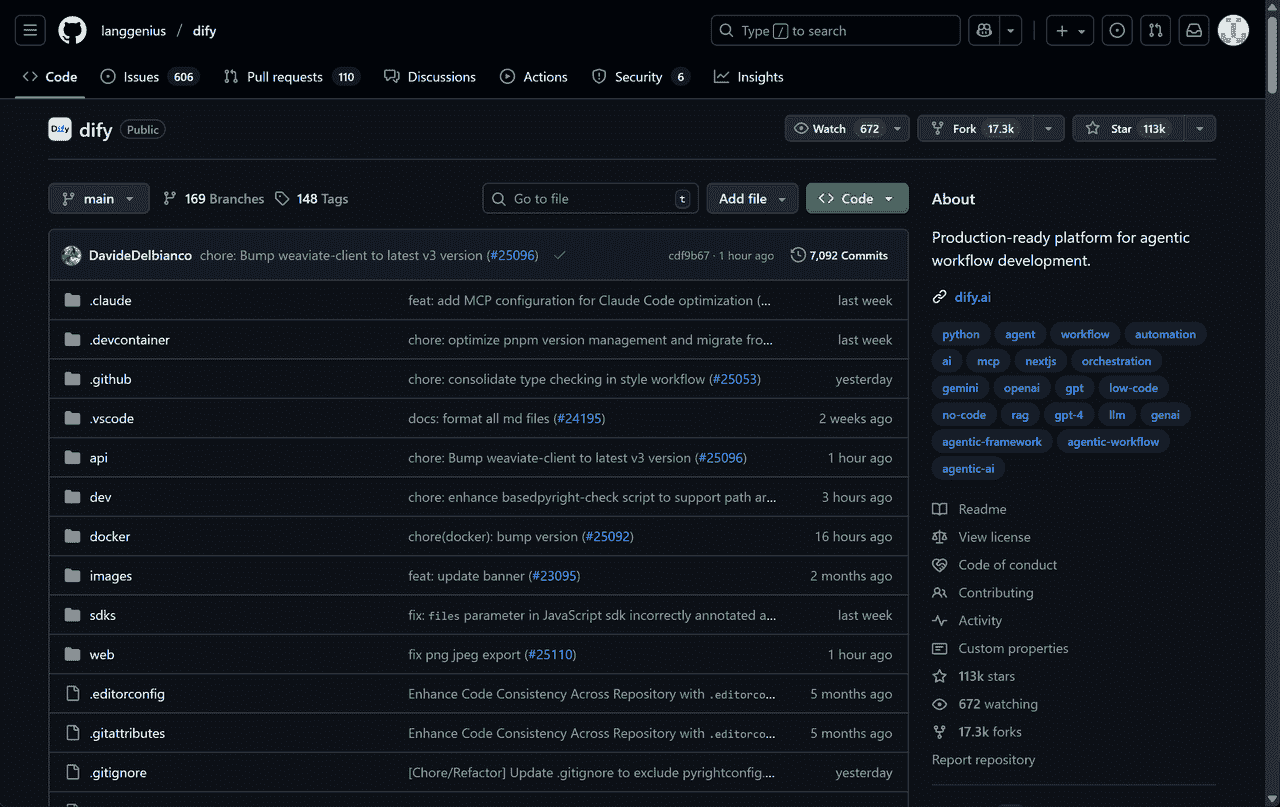 langgenius / dify
Type / to search
Code
Issues 606
Pull requests 110
Discussions
Actions
Security 6
Insights
Dify dify Public
Watch 672
Fork 17.3k
Star 113k
main
169 Branches
148 Tags
Go to file t
Add file
Code
DavideDelbianco chore: Bump weaviate-client to latest v3 version (#25096)
cdf9b67 · 1 hour ago
7,092 Commits
.claude feat: add MCP configuration for Claude Code optimization (... last week
.devcontainer chore: optimize pnpm version management and migrate fro... last week
.github chore: consolidate type checking in style workflow (#25053) yesterday
.vscode docs: format all md files (#24195) 2 weeks ago
api chore: Bump weaviate-client to latest v3 version (#25096) 1 hour ago
dev chore: enhance basedpyright-check script to support path ar... 3 hours ago
docker chore(docker): bump version (#25092) 16 hours ago
images feat: update banner (#23095) 2 months ago
sdks fix: files parameter in JavaScript sdk incorrectly annotated a... last week
web fix png jpeg export (#25110) 1 hour ago
.editorconfig Enhance Code Consistency Across Repository with .editorco... 5 months ago
.gitattributes Enhance Code Consistency Across Repository with .editorco... 5 months ago
.gitignore [Chore/Refactor] Update .gitignore to exclude pyrightconfig.... yesterday
About
Production-ready platform for agentic
workflow development.
dify.ai
python agent workflow automation
ai mcp nextjs orchestration
gemini openai gpt low-code
no-code rag gpt-4 llm genai
agentic-framework agentic-workflow
agentic-ai
Readme
View license
Code of conduct
Contributing
Activity
Custom properties
113k stars
672 watching
17.3k forks
Report repository